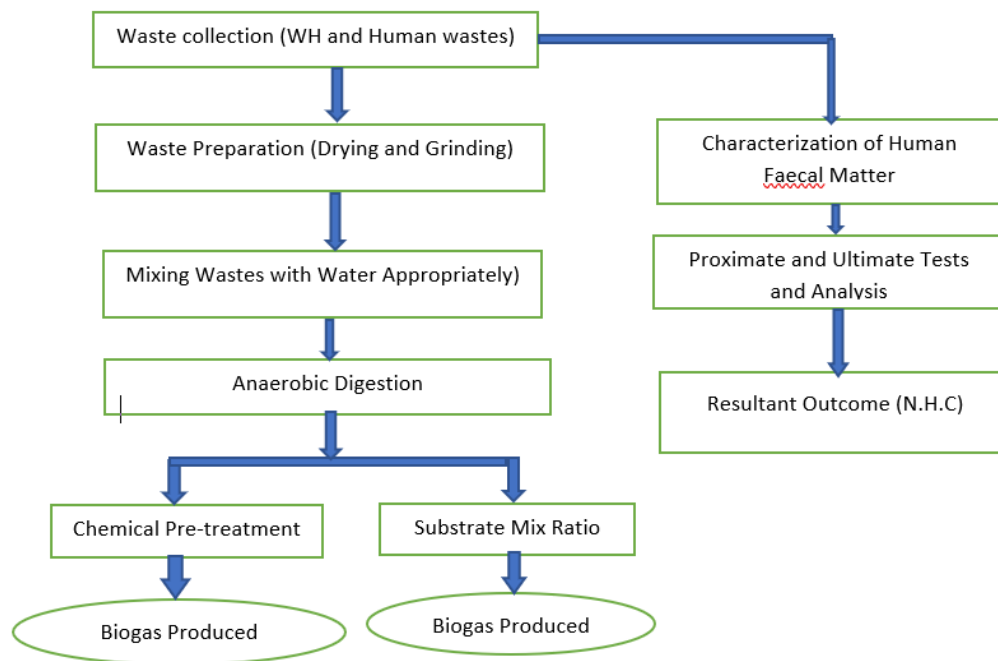 Waste collection (WH and Human wastes)
Waste Preparation (Drying and Grinding)
Mixing Wastes with Water Appropriately)
Anaerobic Digestion
Chemical Pre-treatment
Substrate Mix Ratio
Biogas Produced
Biogas Produced
Characterization of Human
Faecal Matter
Proximate and Ultimate Tests
and Analysis
Resultant Outcome (N.H.C)